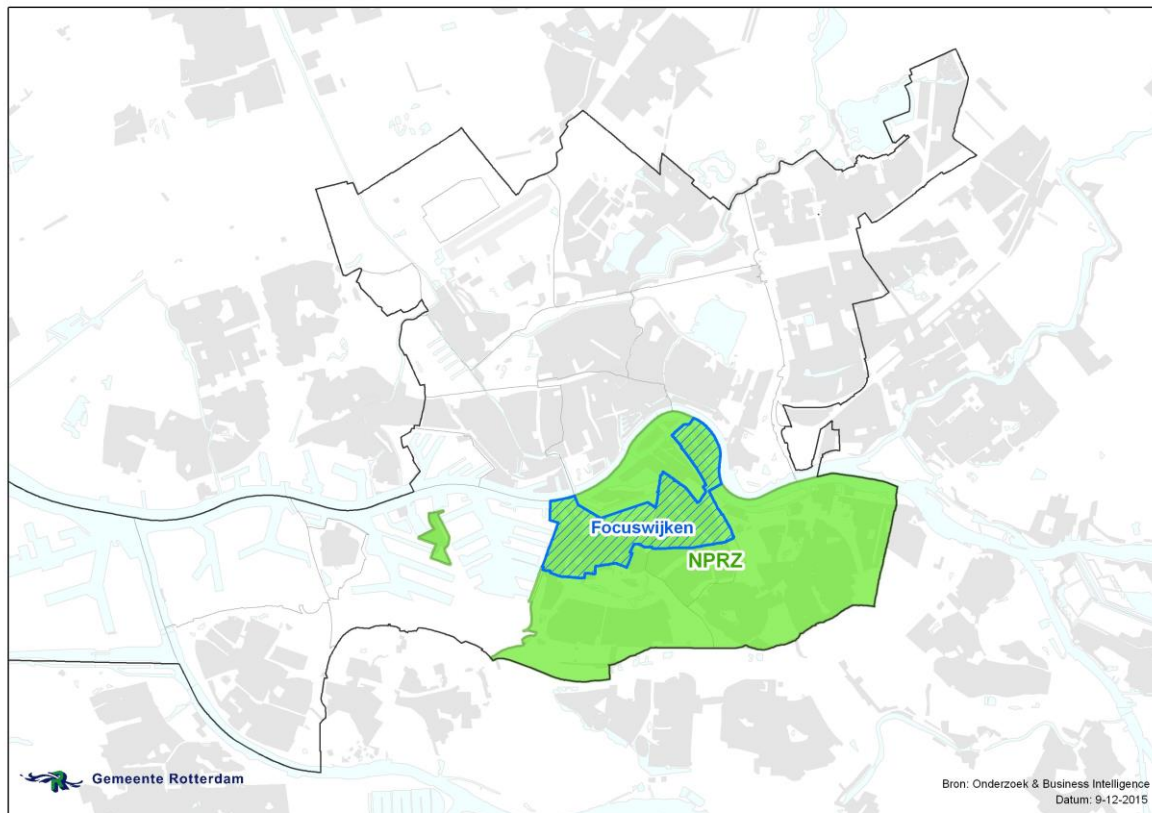 Focuswijken
NPRZ
Gemeente Rotterdam
Bron: Onderzoek & Business Intelligence
Datum: 9-12-2015